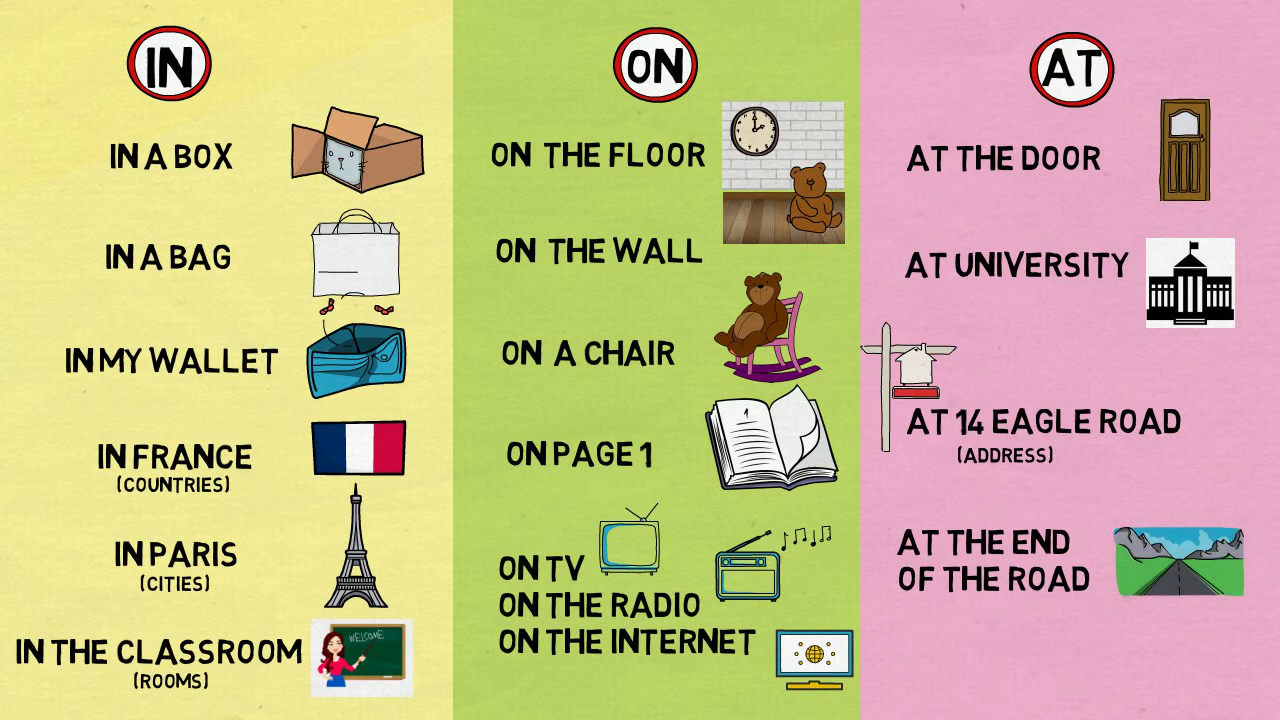 IN
IN A BOX
IN A BAG
IN MY WALLET
IN FRANCE
(COUNTRIES)
IN PARIS
(CITIES)
IN THE CLASSROOM
(ROOMS)
WELCOME
ON
ON THE FLOOR
ON THE WALL
ON A CHAIR
ON PAGE 1
1
ON TV
ON THE RADIO
ON THE INTERNET
AT
AT THE DOOR
AT UNIVERSITY
AT 14 EAGLE ROAD
(ADDRESS)
AT THE END
OF THE ROAD